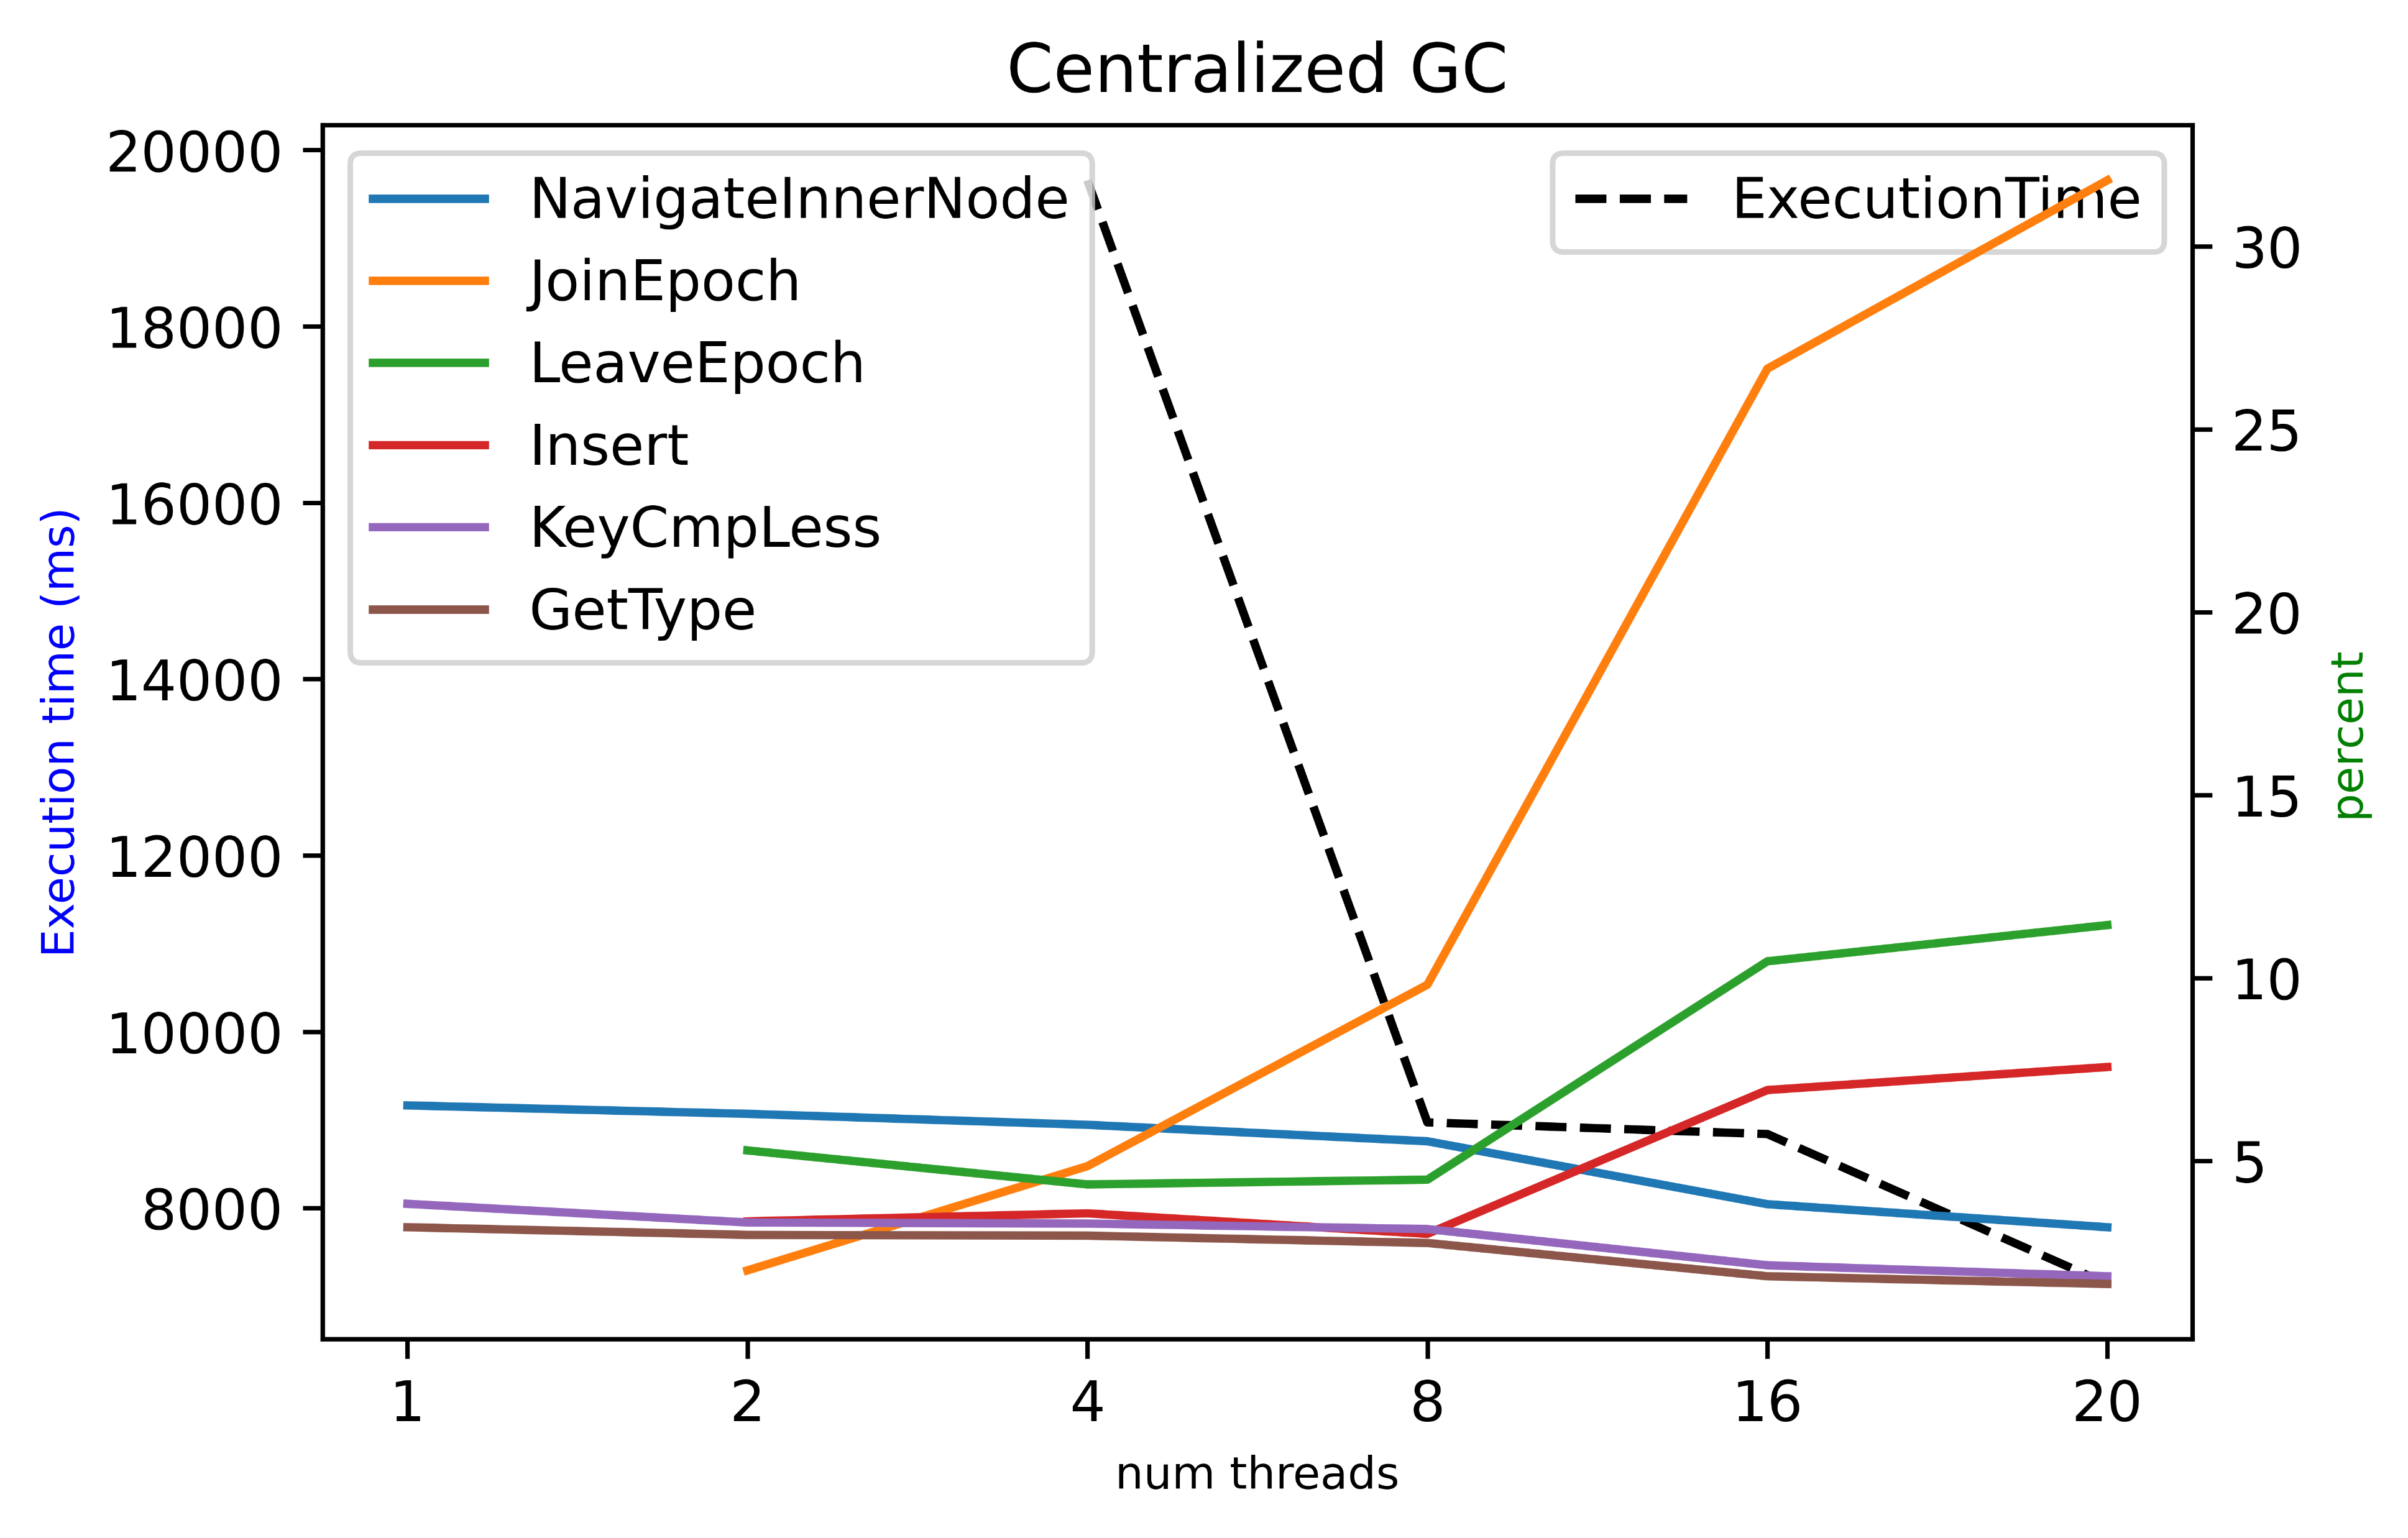 Centralized GC
20000
18000
16000
14000
12000
10000
8000
Execution time (ms)
NavigateInnerNode
JoinEpoch
LeaveEpoch
Insert
KeyCmpLess
GetType
ExecutionTime
30
25
20
15
10
5
percent
1 2 4 8 16 20
num threads